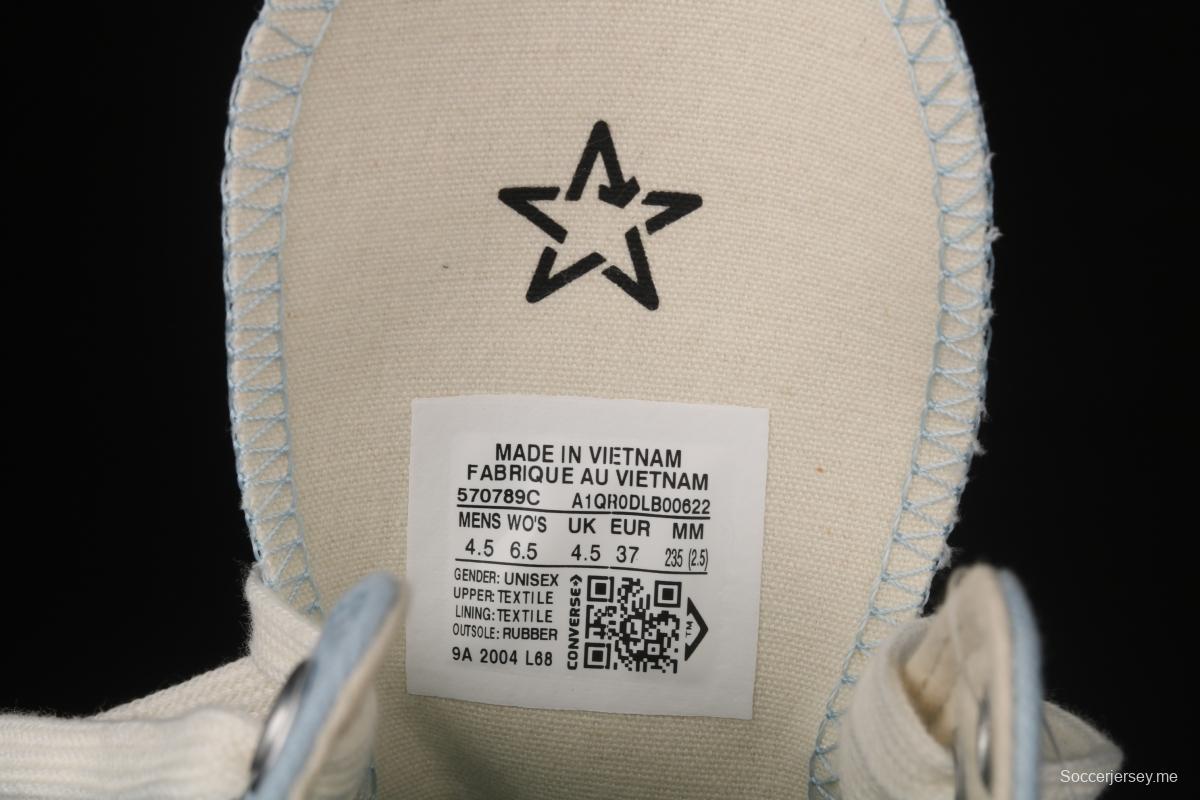 MADE IN VIETNAM
FABRIQUE AU VIETNAM
570789C A1QR0DLB00622
MENS WO'S UK EUR MM
4.5 6.5 4.5 37 235 (2.5)
GENDER: UNISEX
UPPER: TEXTILE
LINING: TEXTILE
OUTSOLE: RUBBER
9A 2004 L68
CONVERSE
TM
Soccerjersey.me